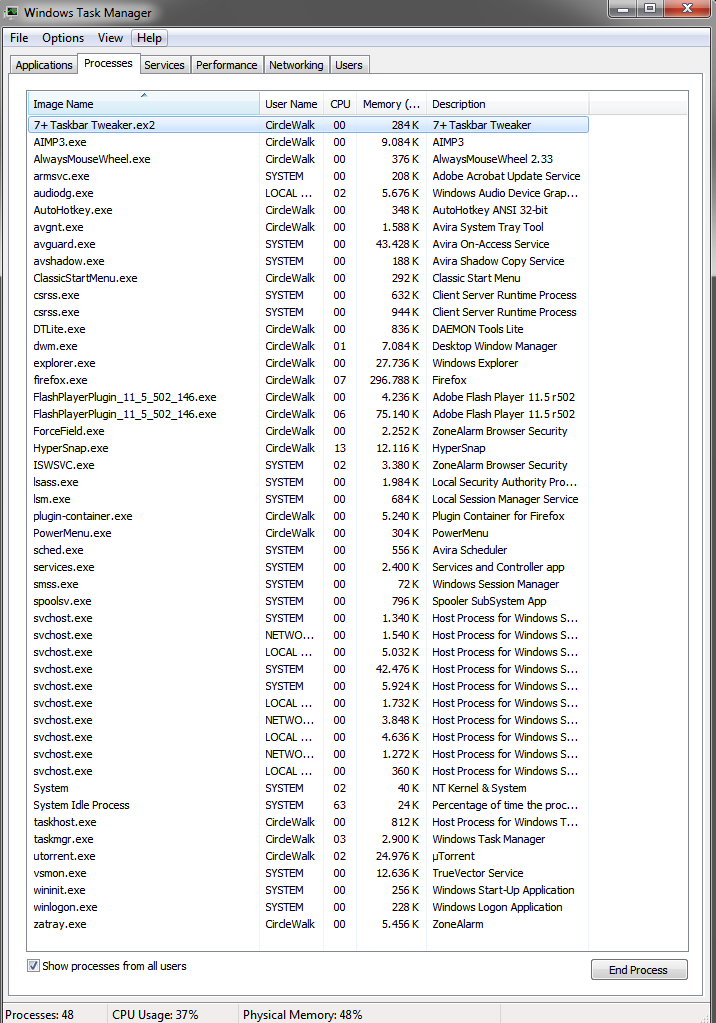 Windows Task Manager
File Options View Help
Applications Processes Services Performance Networking Users
Image Name User Name CPU Memory (... Description
7+ Taskbar Tweaker.ex2 CircleWalk 00 284 K 7+ Taskbar Tweaker
AIMP3.exe CircleWalk 00 9.084 K AIMP3
AlwaysMouseWheel.exe CircleWalk 00 376 K AlwaysMouseWheel 2.33
armsvc.exe SYSTEM 00 208 K Adobe Acrobat Update Service
audiodg.exe LOCAL ... 02 5.676 K Windows Audio Device Grap...
AutoHotkey.exe CircleWalk 00 348 K AutoHotkey ANSI 32-bit
avgnt.exe CircleWalk 00 1.588 K Avira System Tray Tool
avguard.exe SYSTEM 00 43.428 K Avira On-Access Service
avshadow.exe SYSTEM 00 188 K Avira Shadow Copy Service
ClassicStartMenu.exe CircleWalk 00 292 K Classic Start Menu
csrss.exe SYSTEM 00 632 K Client Server Runtime Process
csrss.exe SYSTEM 00 944 K Client Server Runtime Process
DTLite.exe CircleWalk 00 836 K DAEMON Tools Lite
dwm.exe CircleWalk 01 7.084 K Desktop Window Manager
explorer.exe CircleWalk 00 27.736 K Windows Explorer
firefox.exe CircleWalk 07 296.788 K Firefox
FlashPlayerPlugin_11_5_502_146.exe CircleWalk 00 4.236 K Adobe Flash Player 11.5 r502
FlashPlayerPlugin_11_5_502_146.exe CircleWalk 06 75.140 K Adobe Flash Player 11.5 r502
ForceField.exe CircleWalk 00 2.252 K ZoneAlarm Browser Security
HyperSnap.exe CircleWalk 13 12.116 K HyperSnap
ISWSVC.exe SYSTEM 02 3.380 K ZoneAlarm Browser Security
lsass.exe SYSTEM 00 1.984 K Local Security Authority Pro...
lsm.exe SYSTEM 00 684 K Local Session Manager Service
plugin-container.exe CircleWalk 00 5.240 K Plugin Container for Firefox
PowerMenu.exe CircleWalk 00 304 K PowerMenu
sched.exe SYSTEM 00 556 K Avira Scheduler
services.exe SYSTEM 00 2.400 K Services and Controller app
smss.exe SYSTEM 00 72 K Windows Session Manager
spoolsv.exe SYSTEM 00 796 K Spooler SubSystem App
svchost.exe SYSTEM 00 1.340 K Host Process for Windows S...
svchost.exe NETWO... 00 1.540 K Host Process for Windows S...
svchost.exe LOCAL ... 00 5.032 K Host Process for Windows S...
svchost.exe SYSTEM 00 42.476 K Host Process for Windows S...
svchost.exe SYSTEM 00 5.924 K Host Process for Windows S...
svchost.exe LOCAL ... 00 1.732 K Host Process for Windows S...
svchost.exe NETWO... 00 3.848 K Host Process for Windows S...
svchost.exe LOCAL ... 00 4.636 K Host Process for Windows S...
svchost.exe NETWO... 00 1.272 K Host Process for Windows S...
svchost.exe LOCAL ... 00 360 K Host Process for Windows S...
System SYSTEM 02 40 K NT Kernel & System
System Idle Process SYSTEM 63 24 K Percentage of time the proc...
taskhost.exe CircleWalk 00 812 K Host Process for Windows T...
taskmgr.exe CircleWalk 03 2.900 K Windows Task Manager
utorrent.exe CircleWalk 02 24.976 K µTorrent
vsmon.exe SYSTEM 00 12.636 K TrueVector Service
wininit.exe SYSTEM 00 256 K Windows Start-Up Application
winlogon.exe SYSTEM 00 228 K Windows Logon Application
zatray.exe CircleWalk 00 5.456 K ZoneAlarm
Show processes from all users
End Process
Processes: 48 CPU Usage: 37% Physical Memory: 48%